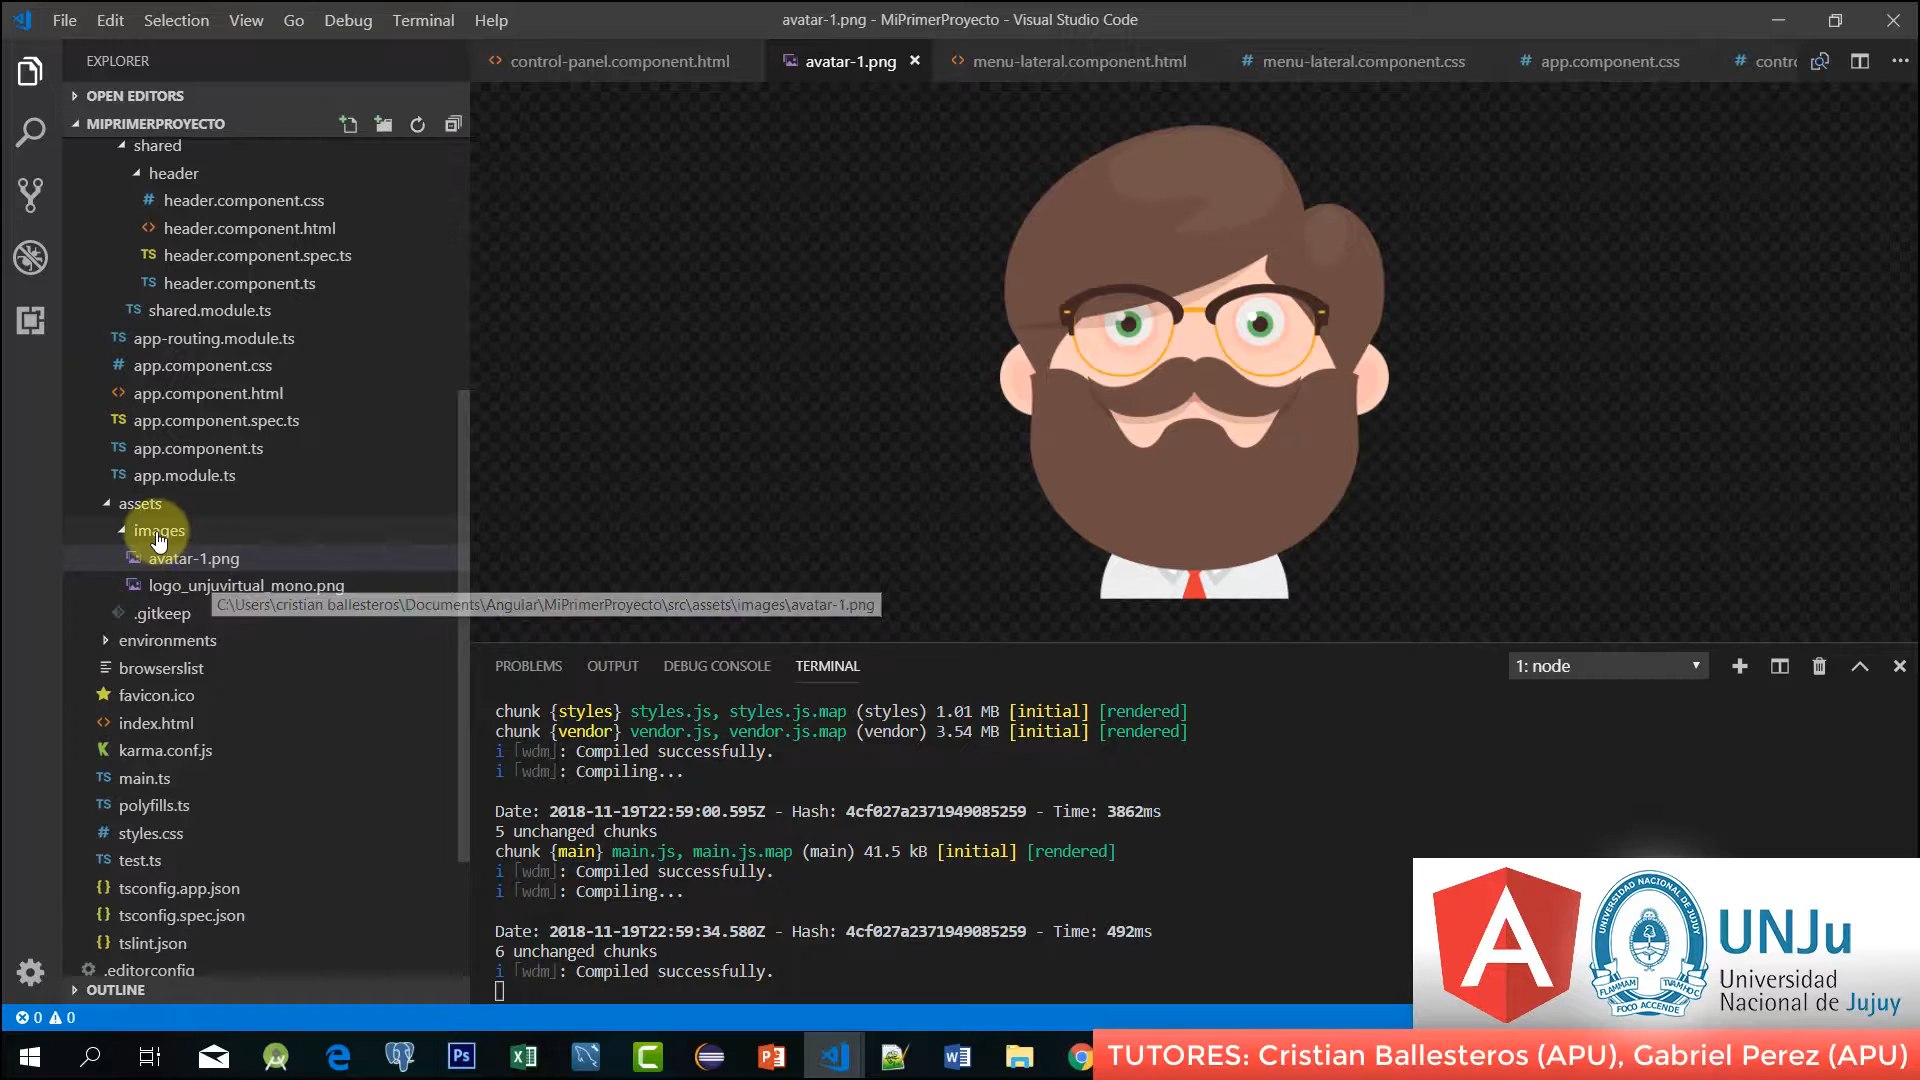 File Edit Selection View Go Debug Terminal Help
avatar-1.png - MiPrimerProyecto - Visual Studio Code
EXPLORER
control-panel.component.html
avatar-1.png
menu-lateral.component.html
menu-lateral.component.css
app.component.css
contro
OPEN EDITORS
MIPRIMERPROYECTO
shared
header
header.component.css
header.component.html
header.component.spec.ts
header.component.ts
shared.module.ts
app-routing.module.ts
app.component.css
app.component.html
app.component.spec.ts
app.component.ts
app.module.ts
assets
images
avatar-1.png
logo_unjuvirtual_mono.png
C:\Users\cristian ballesteros\Documents\Angular\MiPrimerProyecto\src\assets\images\avatar-1.png
.gitkeep
environments
browserslist
favicon.ico
index.html
karma.conf.js
main.ts
polyfills.ts
styles.css
test.ts
tsconfig.app.json
tsconfig.spec.json
tslint.json
.editorconfig
OUTLINE
PROBLEMS OUTPUT DEBUG CONSOLE TERMINAL
1: node
chunk {styles} styles.js, styles.js.map (styles) 1.01 MB [initial] [rendered]
chunk {vendor} vendor.js, vendor.js.map (vendor) 3.54 MB [initial] [rendered]
i ｢wdm｣: Compiled successfully.
i ｢wdm｣: Compiling...
Date: 2018-11-19T22:59:00.595Z - Hash: 4cf027a2371949085259 - Time: 3862ms
5 unchanged chunks
chunk {main} main.js, main.js.map (main) 41.5 kB [initial] [rendered]
i ｢wdm｣: Compiled successfully.
i ｢wdm｣: Compiling...
Date: 2018-11-19T22:59:34.580Z - Hash: 4cf027a2371949085259 - Time: 492ms
6 unchanged chunks
i ｢wdm｣: Compiled successfully.
UNIVERSIDAD NACIONAL DE JUJUY
FOCO ACCENDE
UNJu
Universidad
Nacional de Jujuy
0 0
TUTORES: Cristian Ballesteros (APU), Gabriel Perez (APU)